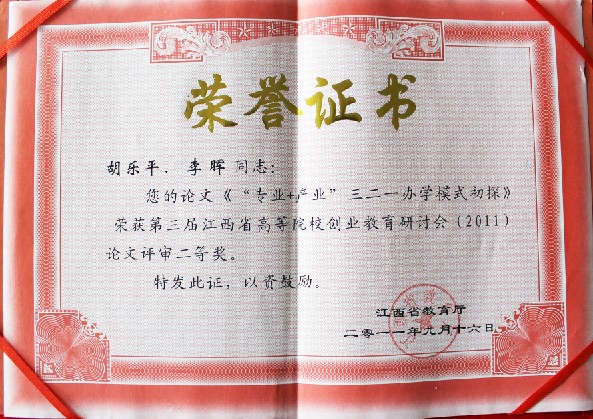 荣誉证书
胡乐平、李晖同志：
您的论文《“专业+产业”三二一办学模式初探》
荣获第三届江西省高等院校创业教育研讨会（2011）
论文评审二等奖。
特发此证，以资鼓励。
江西省教育厅
二零一一年九月十六日